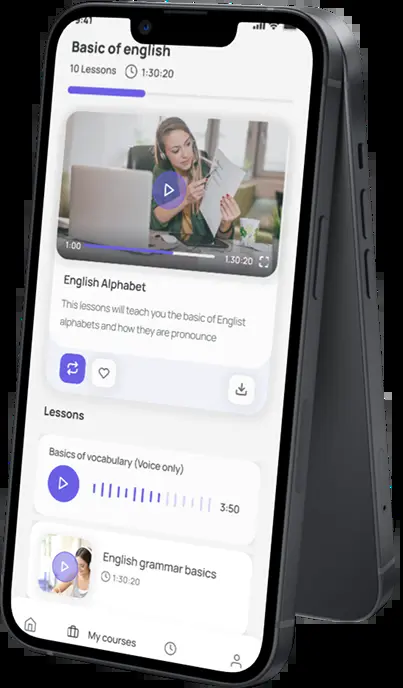 9:41
Basic of english
10 Lessons 1:30:20
1:00 1.30:20
English Alphabet
This lessons will teach you the basic of Englist
alphabets and how they are pronounce
Lessons
Basics of vocabulary (Voice only)
3:50
English grammar basics
1:30:20
My courses